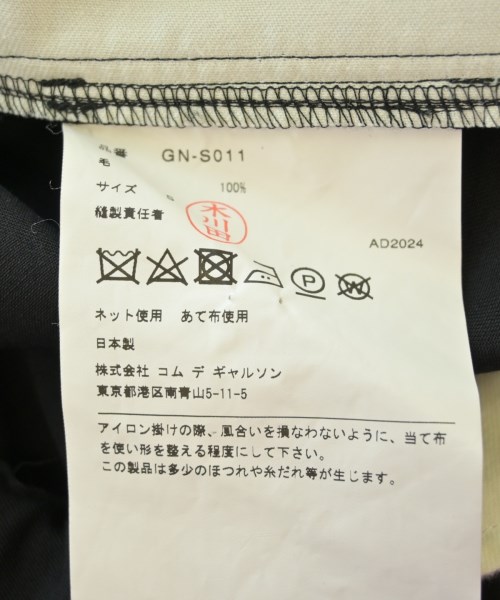 品番 GN-S011
毛 100%
サイズ
縫製責任者
木川田
AD2024
P
W
ネット使用 あて布使用
日本製
株式会社 コム デ ギャルソン
東京都港区南青山5-11-5
アイロン掛けの際、風合いを損なわないように、当て布
を使い形を整える程度にして下さい。
この製品は多少のほつれや糸だれ等が生じます。